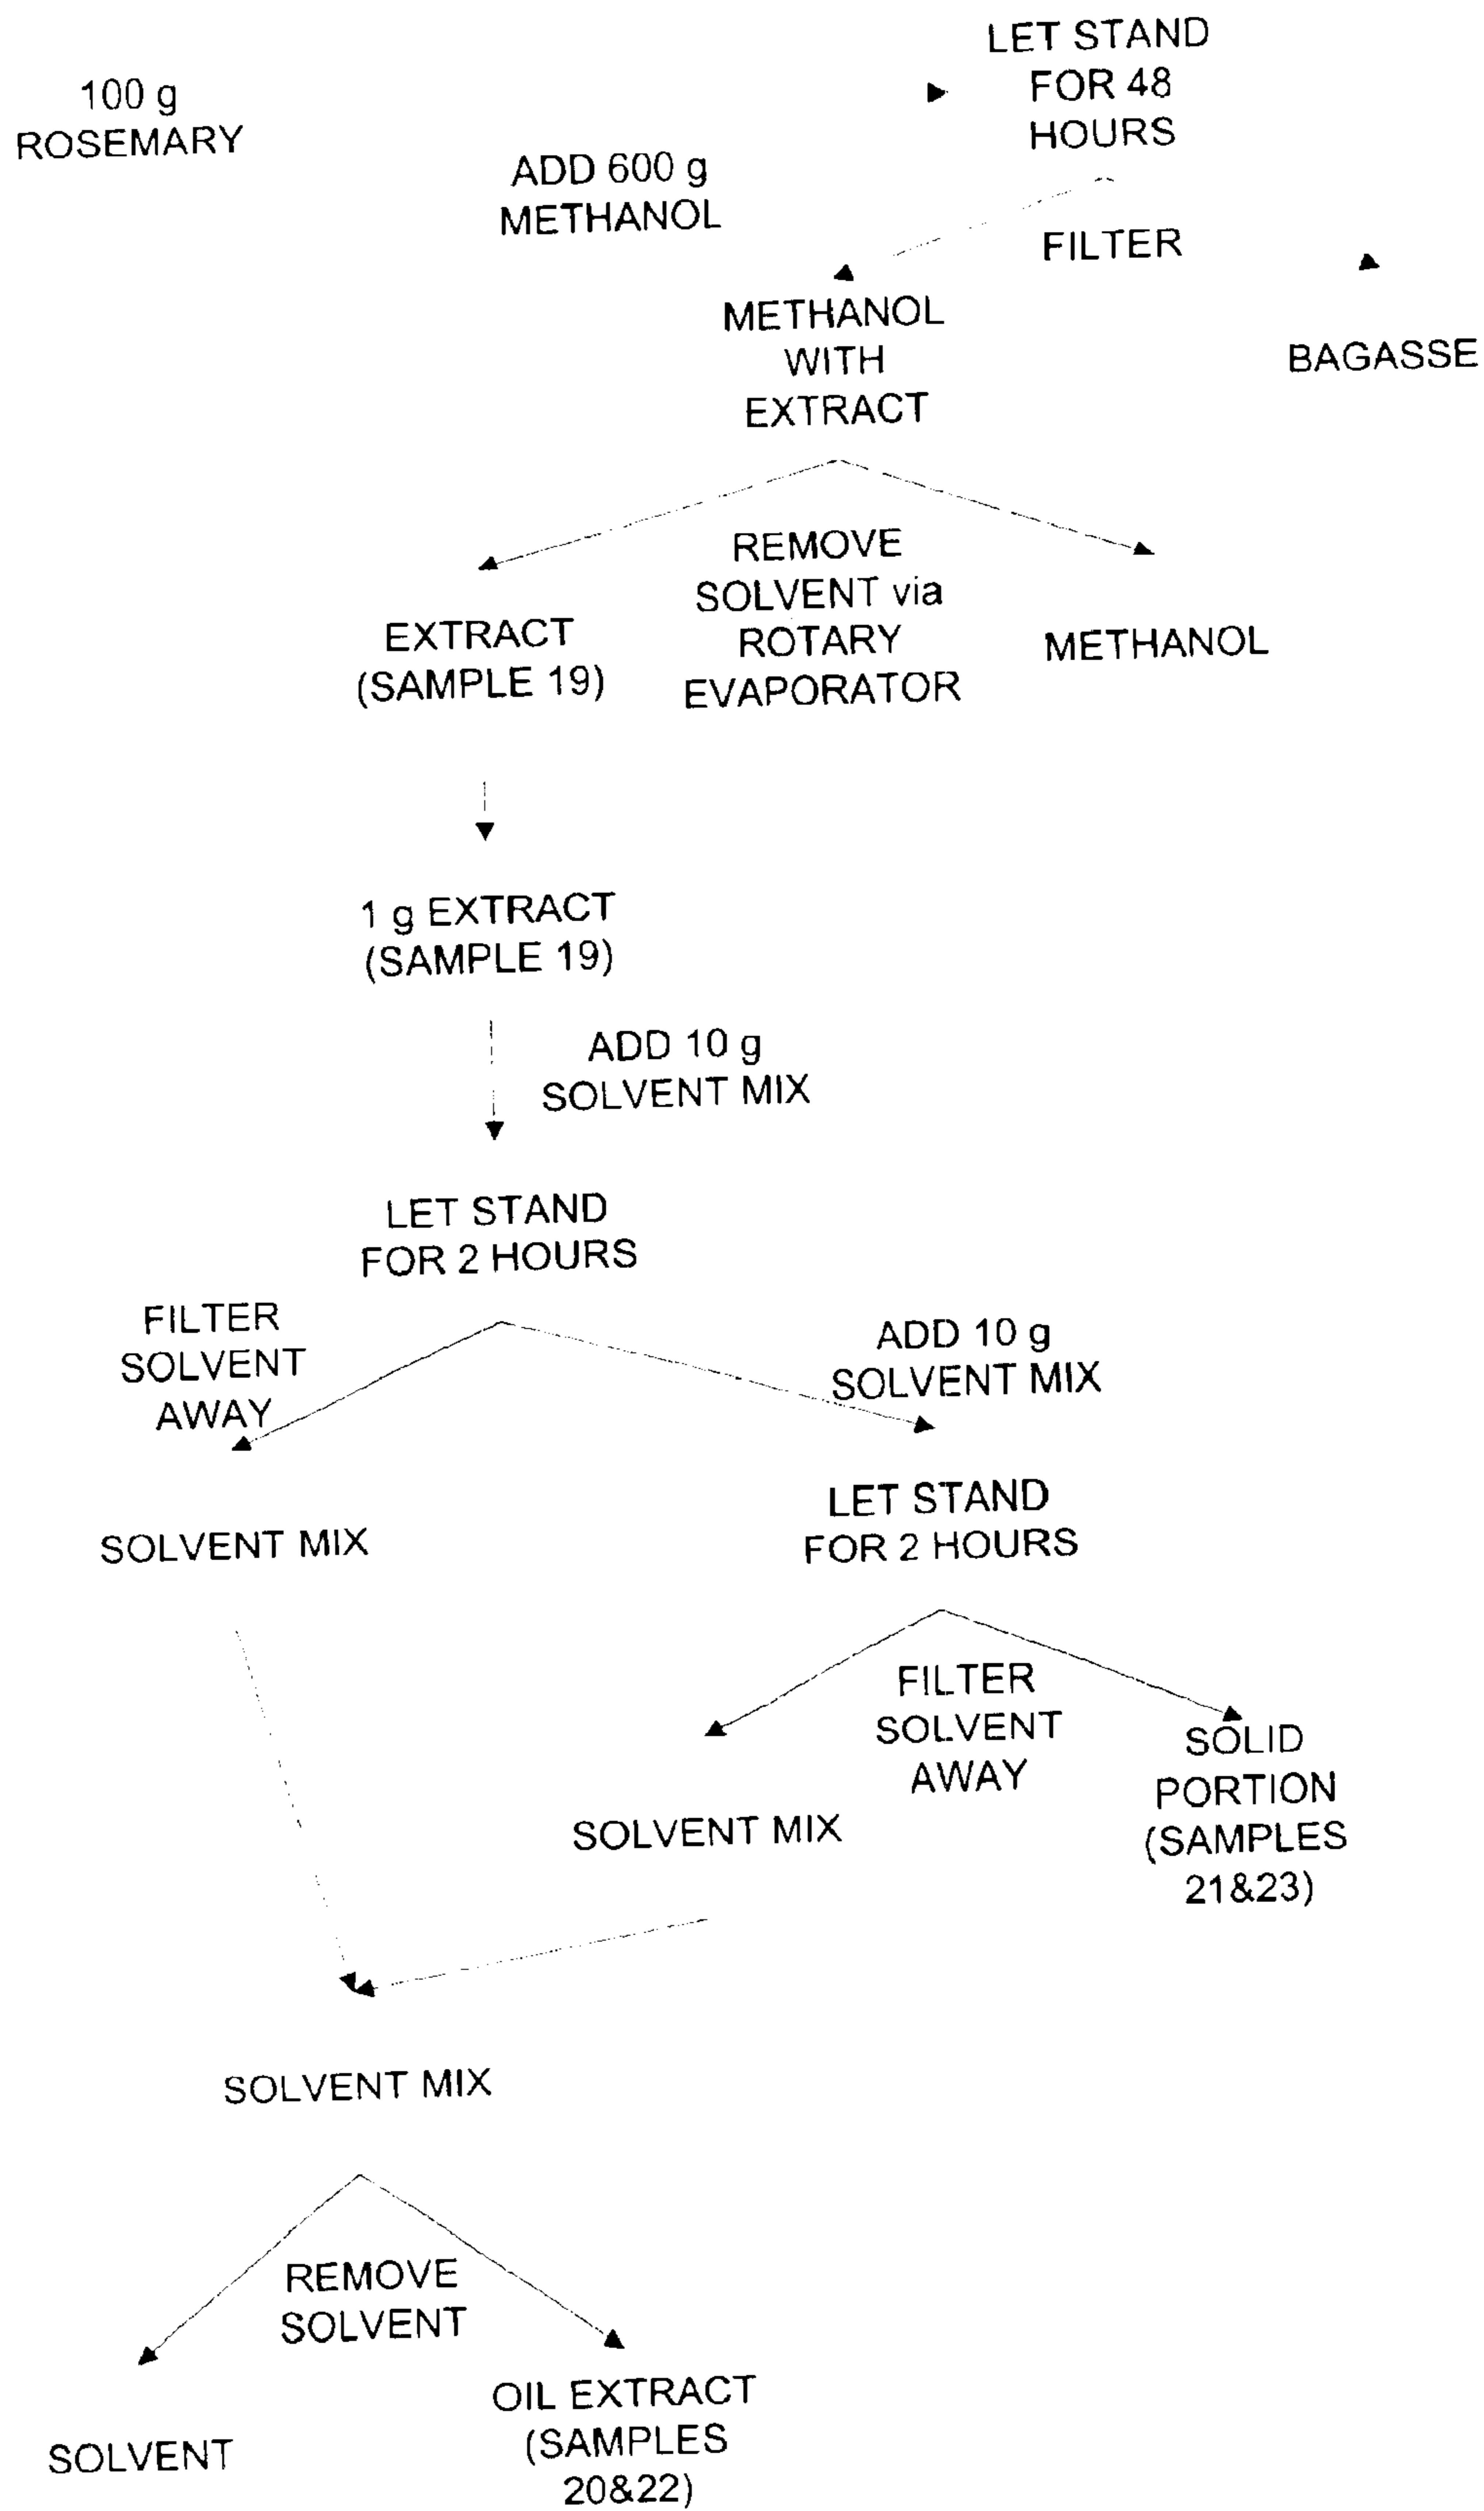 100 g
ROSEMARY
ADD 600 g
METHANOL
LET STAND
FOR 48
HOURS
FILTER
METHANOL
WITH
EXTRACT
BAGASSE
REMOVE
SOLVENT via
ROTARY
EVAPORATOR
EXTRACT
(SAMPLE 19)
METHANOL
1 g EXTRACT
(SAMPLE 19)
ADD 10 g
SOLVENT MIX
LET STAND
FOR 2 HOURS
FILTER
SOLVENT
AWAY
ADD 10 g
SOLVENT MIX
SOLVENT MIX
LET STAND
FOR 2 HOURS
FILTER
SOLVENT
AWAY
SOLVENT MIX
SOLID
PORTION
(SAMPLES
21&23)
SOLVENT MIX
REMOVE
SOLVENT
SOLVENT
OIL EXTRACT
(SAMPLES
20&22)